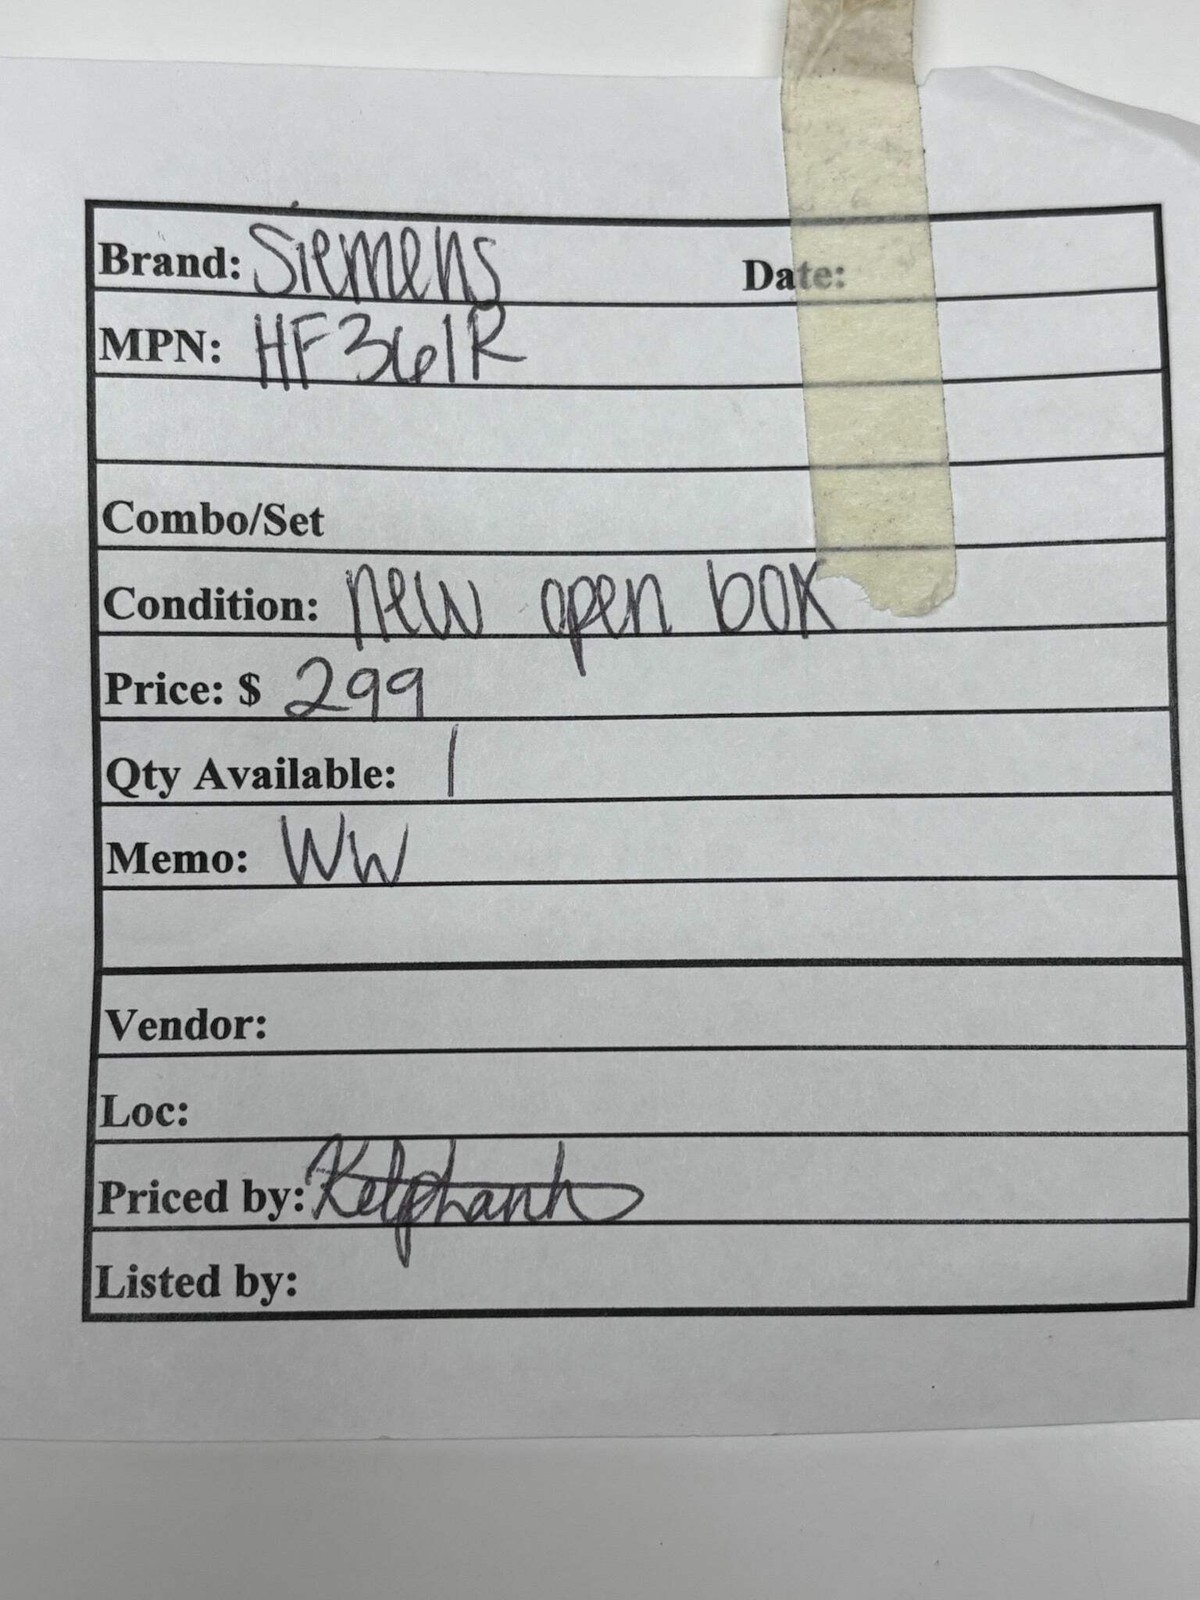 Brand: Siemens Date:
MPN: HF361R
Combo/Set
Condition: new open box
Price: $ 299
Qty Available: 1
Memo: WW
Vendor:
Loc:
Priced by:
Listed by: